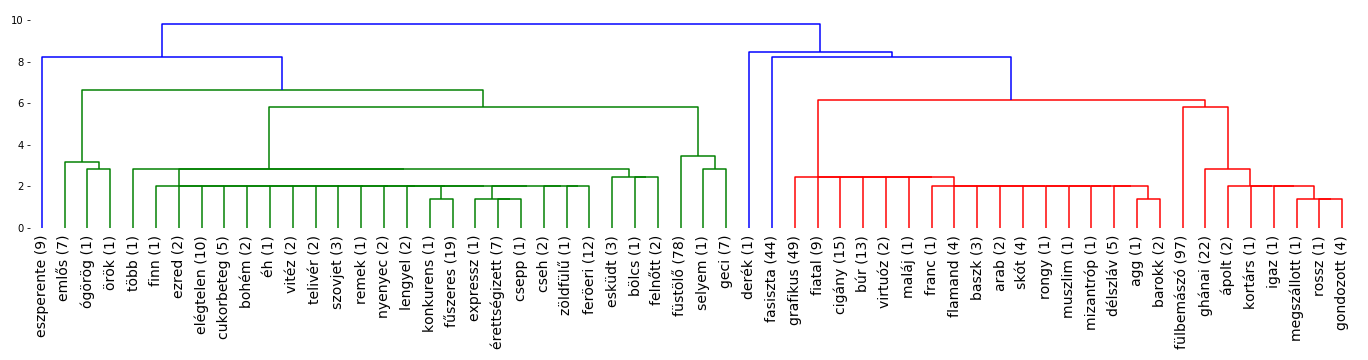 10
8
6
4
2
0
eszperente (9)
emlős (7)
ógörög (1)
örök (1)
több (1)
finn (1)
ezred (2)
elégtelen (10)
cukorbeteg (5)
bohém (2)
éh (1)
vitéz (2)
telivér (2)
szovjet (3)
remek (1)
nyenyec (2)
lengyel (2)
konkurens (1)
fűszeres (19)
expressz (1)
érettségizett (7)
csepp (1)
cseh (2)
zöldfülű (1)
feröeri (12)
esküdt (3)
bölcs (1)
felnőtt (2)
füstölő (78)
selyem (1)
geci (7)
derék (1)
fasiszta (44)
grafikus (49)
fiatal (9)
cigány (15)
búr (13)
virtuóz (2)
maláj (1)
franc (1)
flamand (4)
baszk (3)
arab (2)
skót (4)
rongy (1)
muszlim (1)
mizantróp (1)
délszláv (5)
agg (1)
barokk (2)
fülbemászó (97)
ghánai (22)
ápolt (2)
kortárs (1)
igaz (1)
megszállott (1)
rossz (1)
gondozott (4)